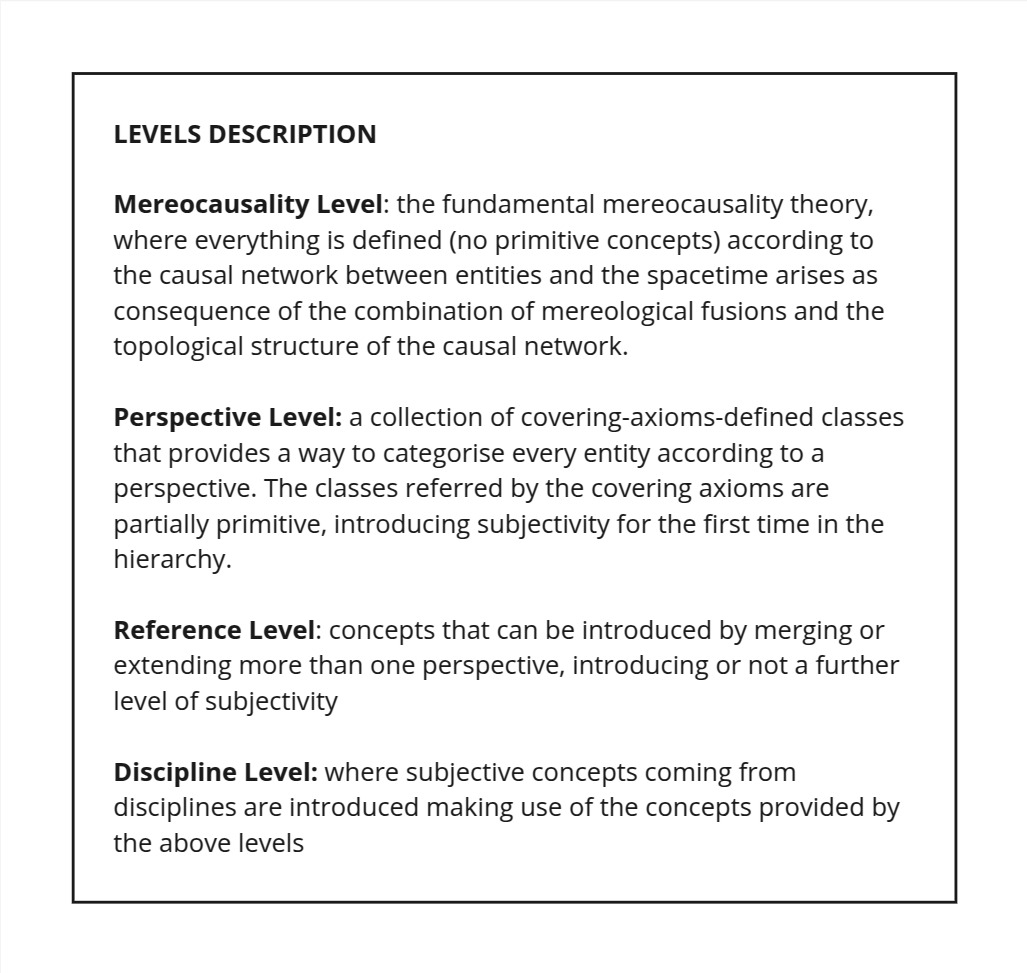 LEVELS DESCRIPTION
Mereocausality Level: the fundamental mereocausality theory,
where everything is defined (no primitive concepts) according to
the causal network between entities and the spacetime arises as
consequence of the combination of mereological fusions and the
topological structure of the causal network.
Perspective Level: a collection of covering-axioms-defined classes
that provides a way to categorise every entity according to a
perspective. The classes referred by the covering axioms are
partially primitive, introducing subjectivity for the first time in the
hierarchy.
Reference Level: concepts that can be introduced by merging or
extending more than one perspective, introducing or not a further
level of subjectivity
Discipline Level: where subjective concepts coming from
disciplines are introduced making use of the concepts provided by
the above levels